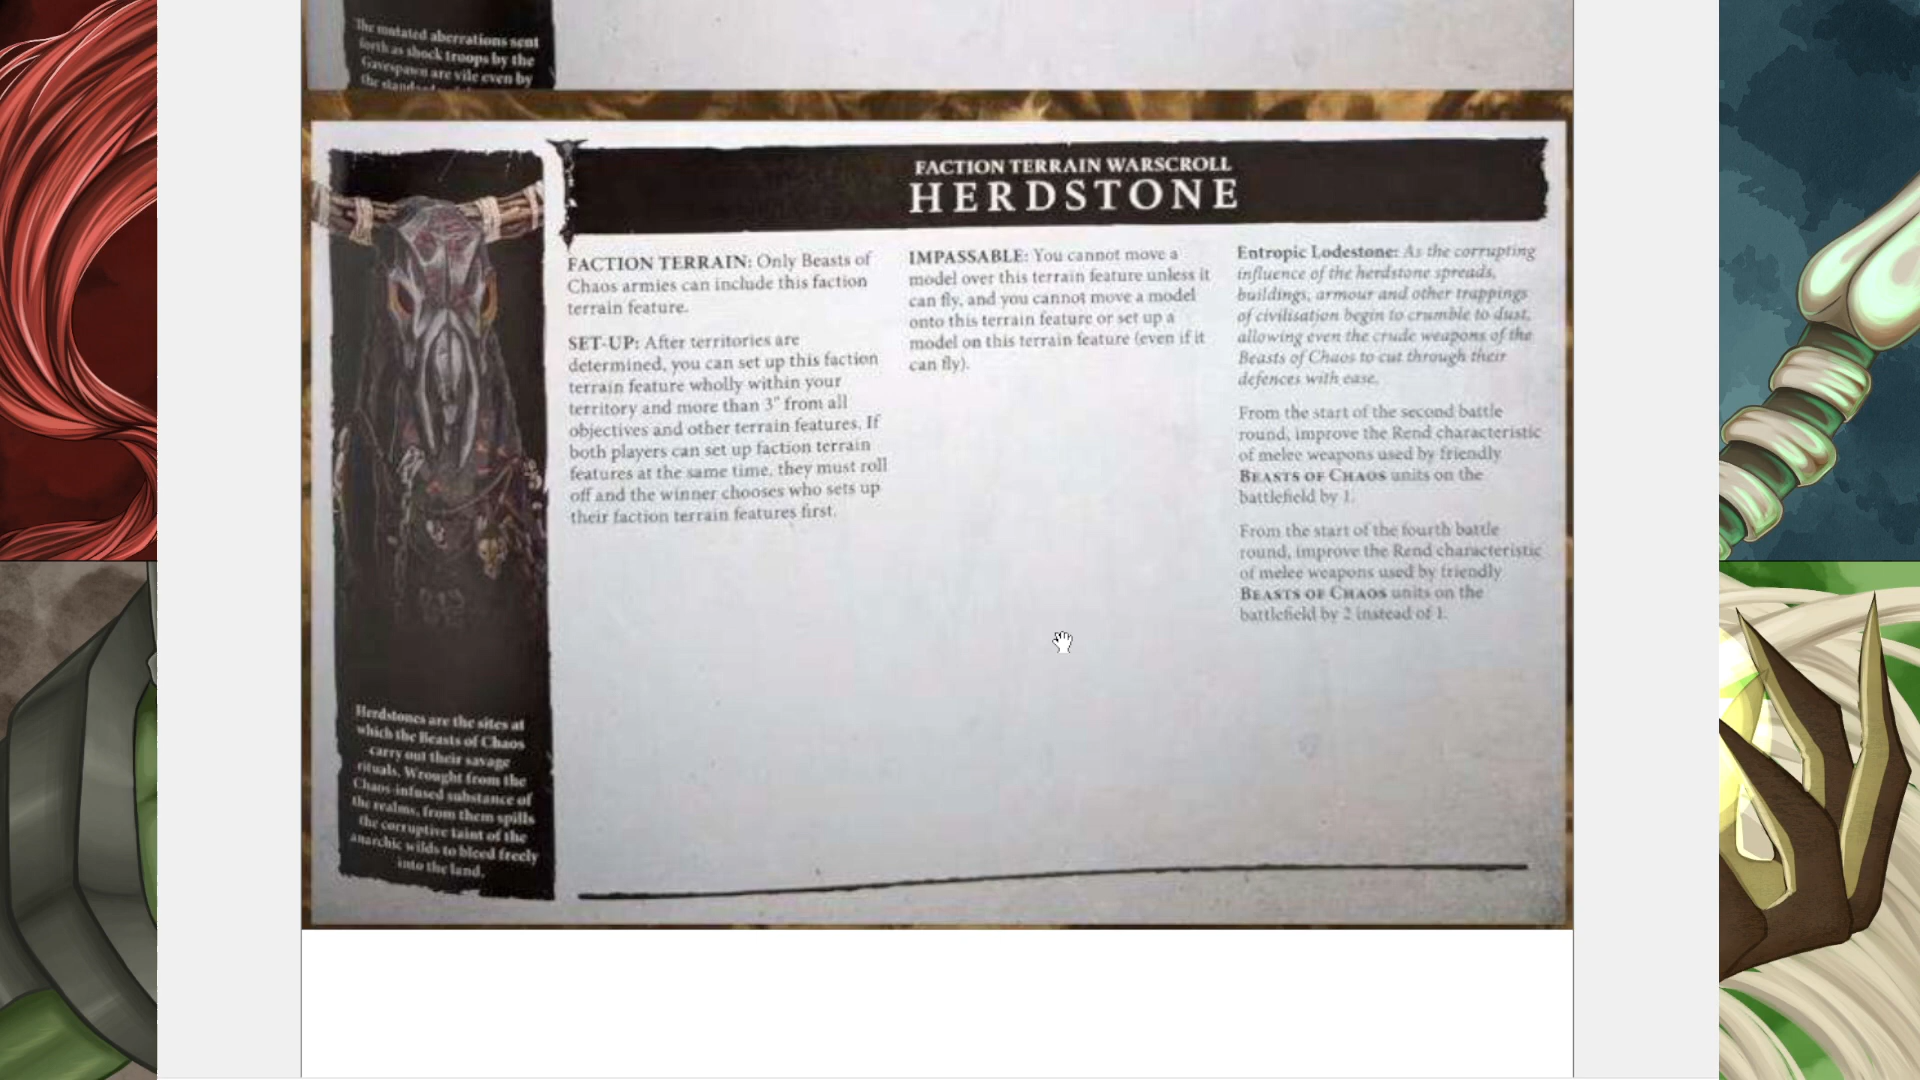 The mutated aberrations sent
forth as shock troops by the
Gavespawn are vile even by
FACTION TERRAIN WARSCROLL
HERDSTONE
FACTION TERRAIN: Only Beasts of
Chaos armies can include this faction
terrain feature.
SET-UP: After territories are
determined, you can set up this faction
terrain feature wholly within your
territory and more than 3" from all
objectives and other terrain features. If
both players can set up faction terrain
features at the same time, they must roll
off and the winner chooses who sets up
their faction terrain features first.
IMPASSABLE: You cannot move a
model over this terrain feature unless it
can fly, and you cannot move a model
onto this terrain feature or set up a
model on this terrain feature (even if it
can fly).
Entropic Lodestone: As the corrupting
influence of the herdstone spreads,
buildings, armour and other trappings
of civilisation begin to crumble to dust,
allowing even the crude weapons of the
Beasts of Chaos to cut through their
defences with ease.
From the start of the second battle
round, improve the Rend characteristic
of melee weapons used by friendly
BEASTS OF CHAOS units on the
battlefield by 1.
From the start of the fourth battle
round, improve the Rend characteristic
of melee weapons used by friendly
BEASTS OF CHAOS units on the
battlefield by 2 instead of 1.
Herdstones are the sites at
which the Beasts of Chaos
carry out their savage
rituals. Wrought from the
Chaos-infused substance of
the realms, from them spills
the corruptive taint of the
anarchic wilds to bleed freely
into the land.